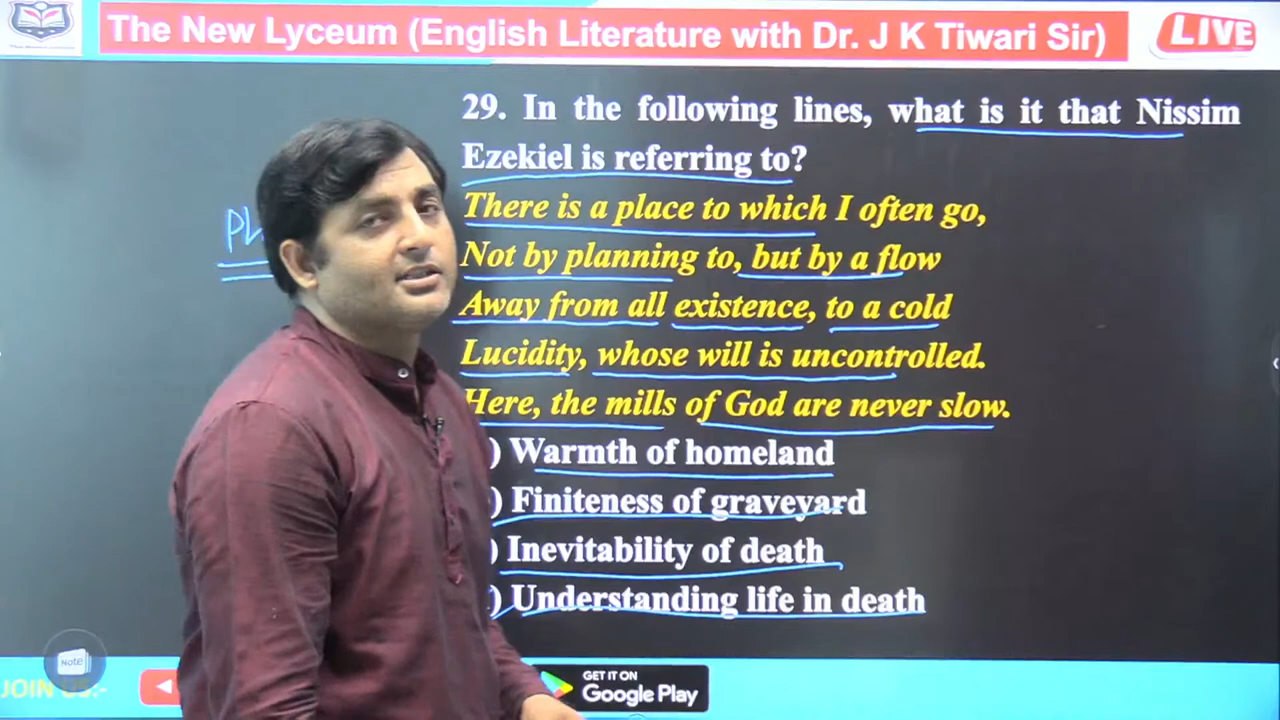 The New Lyceum (English Literature with Dr. J K Tiwari Sir)
LIVE
29. In the following lines, what is it that Nissim
Ezekiel is referring to?
There is a place to which I often go,
Not by planning to, but by a flow
Away from all existence, to a cold
Lucidity, whose will is uncontrolled.
Here, the mills of God are never slow.
) Warmth of homeland
) Finiteness of graveyard
) Inevitability of death
) Understanding life in death
Note
JOIN US:-
GET IT ON
Google Play